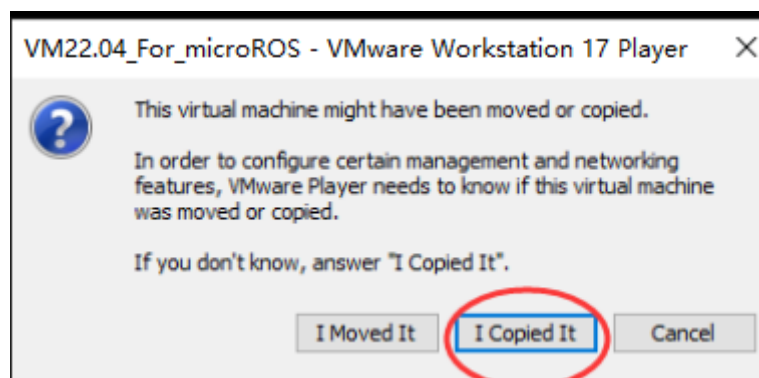 VM22.04_For_microROS - VMware Workstation 17 Player
This virtual machine might have been moved or copied.
In order to configure certain management and networking
features, VMware Player needs to know if this virtual machine
was moved or copied.
If you don't know, answer "I Copied It".
I Moved It I Copied It Cancel